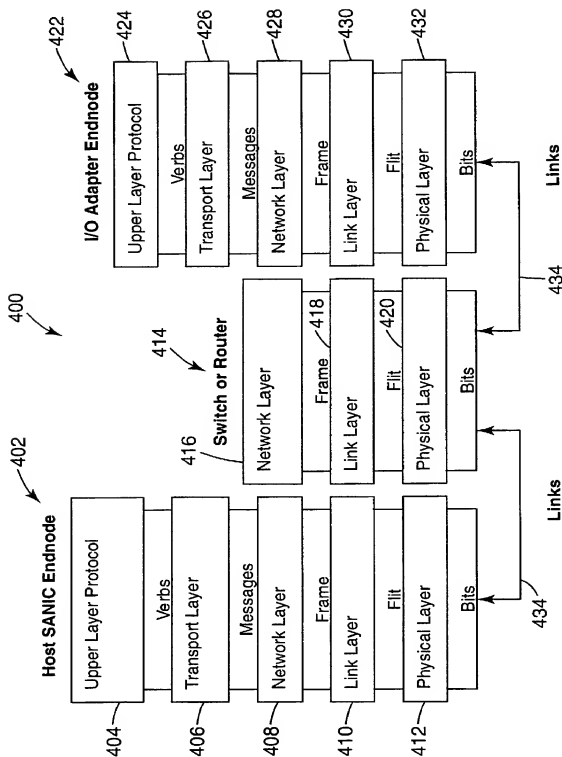 400
402
Host SANIC Endnode
404
Upper Layer Protocol
Verbs
406
Transport Layer
Messages
408
Network Layer
Frame
410
Link Layer
Flit
412
Physical Layer
Bits
414
Switch or Router
416
Network Layer
Frame
418
Link Layer
Flit
420
Physical Layer
Bits
422
I/O Adapter Endnode
424
Upper Layer Protocol
Verbs
426
Transport Layer
Messages
428
Network Layer
Frame
430
Link Layer
Flit
432
Physical Layer
Bits
434
Links
434
Links